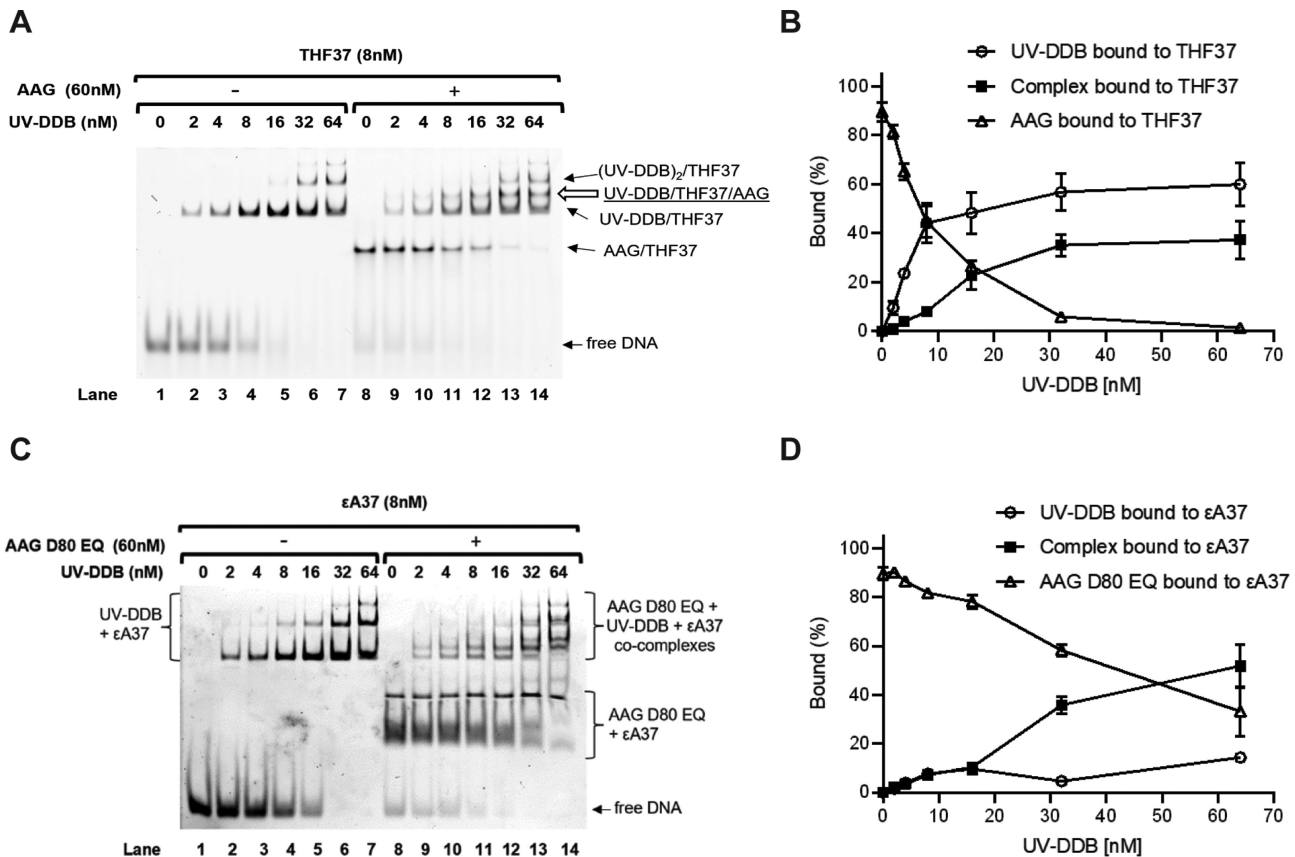 A
THF37 (8nM)
AAG (60nM) – +
UV-DDB (nM) 0 2 4 8 16 32 64 0 2 4 8 16 32 64
(UV-DDB)₂/THF37
UV-DDB/THF37/AAG
UV-DDB/THF37
AAG/THF37
free DNA
Lane 1 2 3 4 5 6 7 8 9 10 11 12 13 14
B
UV-DDB bound to THF37
Complex bound to THF37
AAG bound to THF37
Bound (%)
100
80
60
40
20
0
0 10 20 30 40 50 60 70
UV-DDB [nM]
C
εA37 (8nM)
AAG D80 EQ (60nM) - +
UV-DDB (nM) 0 2 4 8 16 32 64 0 2 4 8 16 32 64
UV-DDB
+ εA37
AAG D80 EQ +
UV-DDB + εA37
co-complexes
AAG D80 EQ
+ εA37
free DNA
Lane 1 2 3 4 5 6 7 8 9 10 11 12 13 14
D
UV-DDB bound to εA37
Complex bound to εA37
AAG D80 EQ bound to εA37
Bound (%)
100
80
60
40
20
0
0 10 20 30 40 50 60 70
UV-DDB [nM]